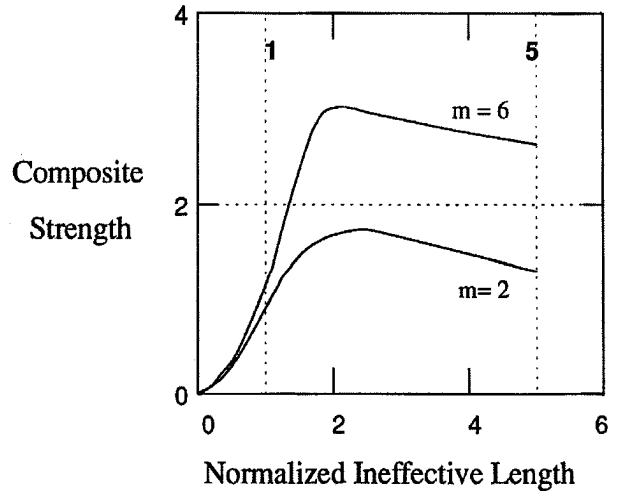 4
1
5
m = 6
Composite
Strength
2
m= 2
0
0
2
4
6
Normalized Ineffective Length